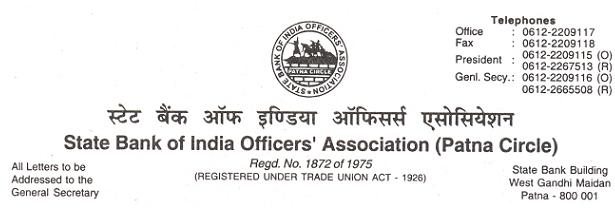 Telephones
Office : 0612-2209117
Fax : 0612-2209118
President : 0612-2209115 (O)
0612-2267513 (R)
Genl. Secy.: 0612-2209116 (O)
0612-2665508 (R)
STATE BANK OF INDIA OFFICERS' ASSOCIATION
PATNA CIRCLE
स्टेट बैंक ऑफ इण्डिया ऑफिसर्स एसोसियेशन
State Bank of India Officers' Association (Patna Circle)
Regd. No. 1872 of 1975
(REGISTERED UNDER TRADE UNION ACT - 1926)
All Letters to be
Addressed to the
General Secretary
State Bank Building
West Gandhi Maidan
Patna - 800 001